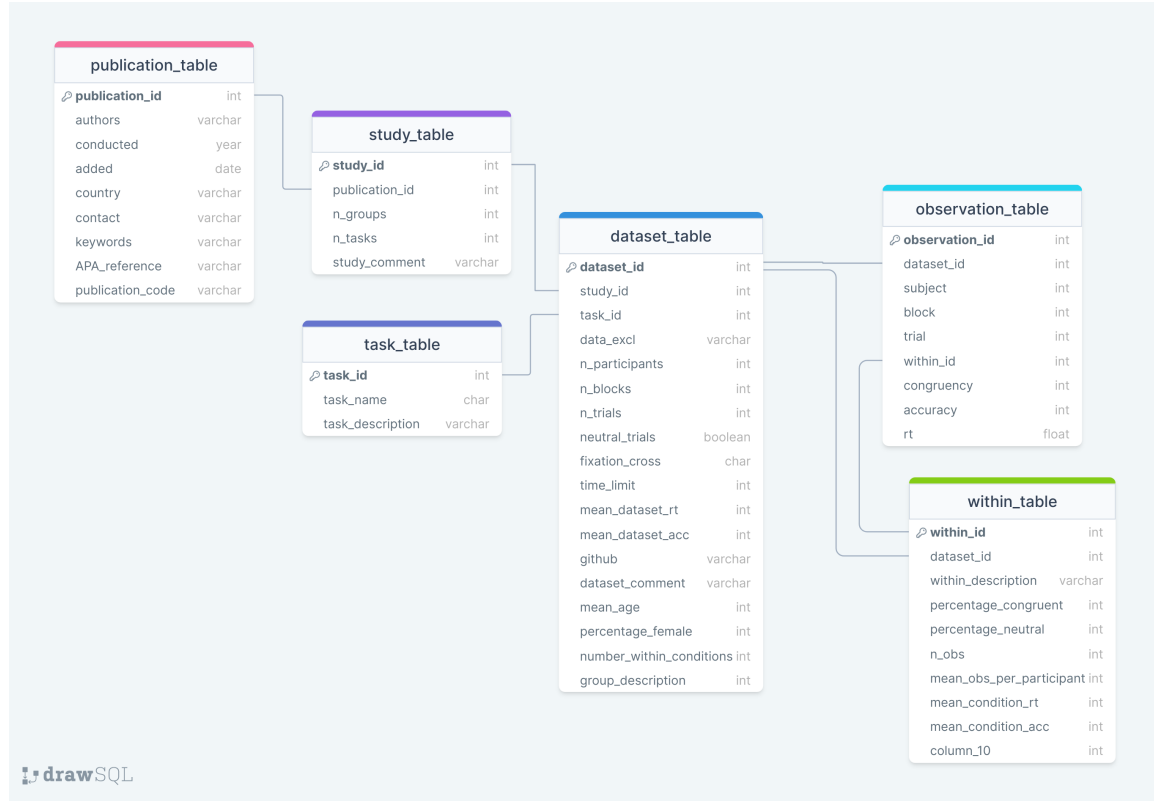 publication_table
publication_id int
authors varchar
conducted year
added date
country varchar
contact varchar
keywords varchar
APA_reference varchar
publication_code varchar
study_table
study_id int
publication_id int
n_groups int
n_tasks int
study_comment varchar
task_table
task_id int
task_name char
task_description varchar
dataset_table
dataset_id int
study_id int
task_id int
data_excl varchar
n_participants int
n_blocks int
n_trials int
neutral_trials boolean
fixation_cross char
time_limit int
mean_dataset_rt int
mean_dataset_acc int
github varchar
dataset_comment varchar
mean_age int
percentage_female int
number_within_conditions int
group_description int
observation_table
observation_id int
dataset_id int
subject int
block int
trial int
within_id int
congruency int
accuracy int
rt float
within_table
within_id int
dataset_id int
within_description varchar
percentage_congruent int
percentage_neutral int
n_obs int
mean_obs_per_participant int
mean_condition_rt int
mean_condition_acc int
column_10 int
drawSQL